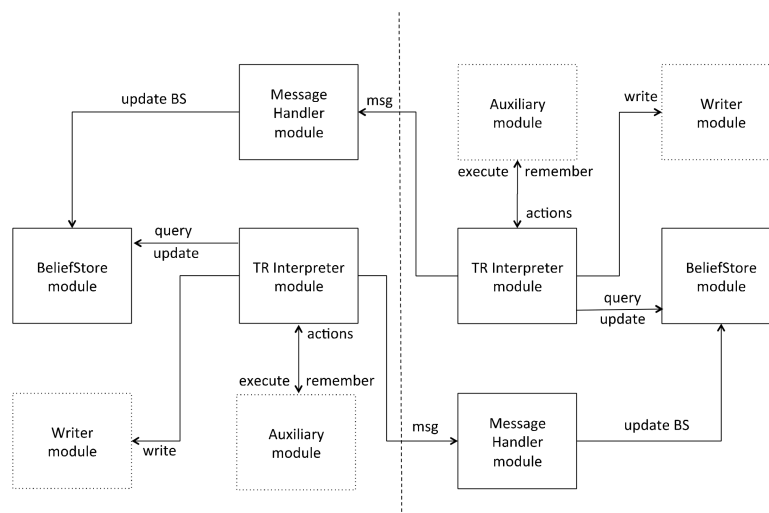 Message
Handler
module
update BS
msg
BeliefStore
module
query
update
TR Interpreter
module
actions
execute
remember
Writer
module
write
Auxiliary
module
msg
Auxiliary
module
write
Writer
module
execute
remember
actions
TR Interpreter
module
query
update
BeliefStore
module
Message
Handler
module
update BS